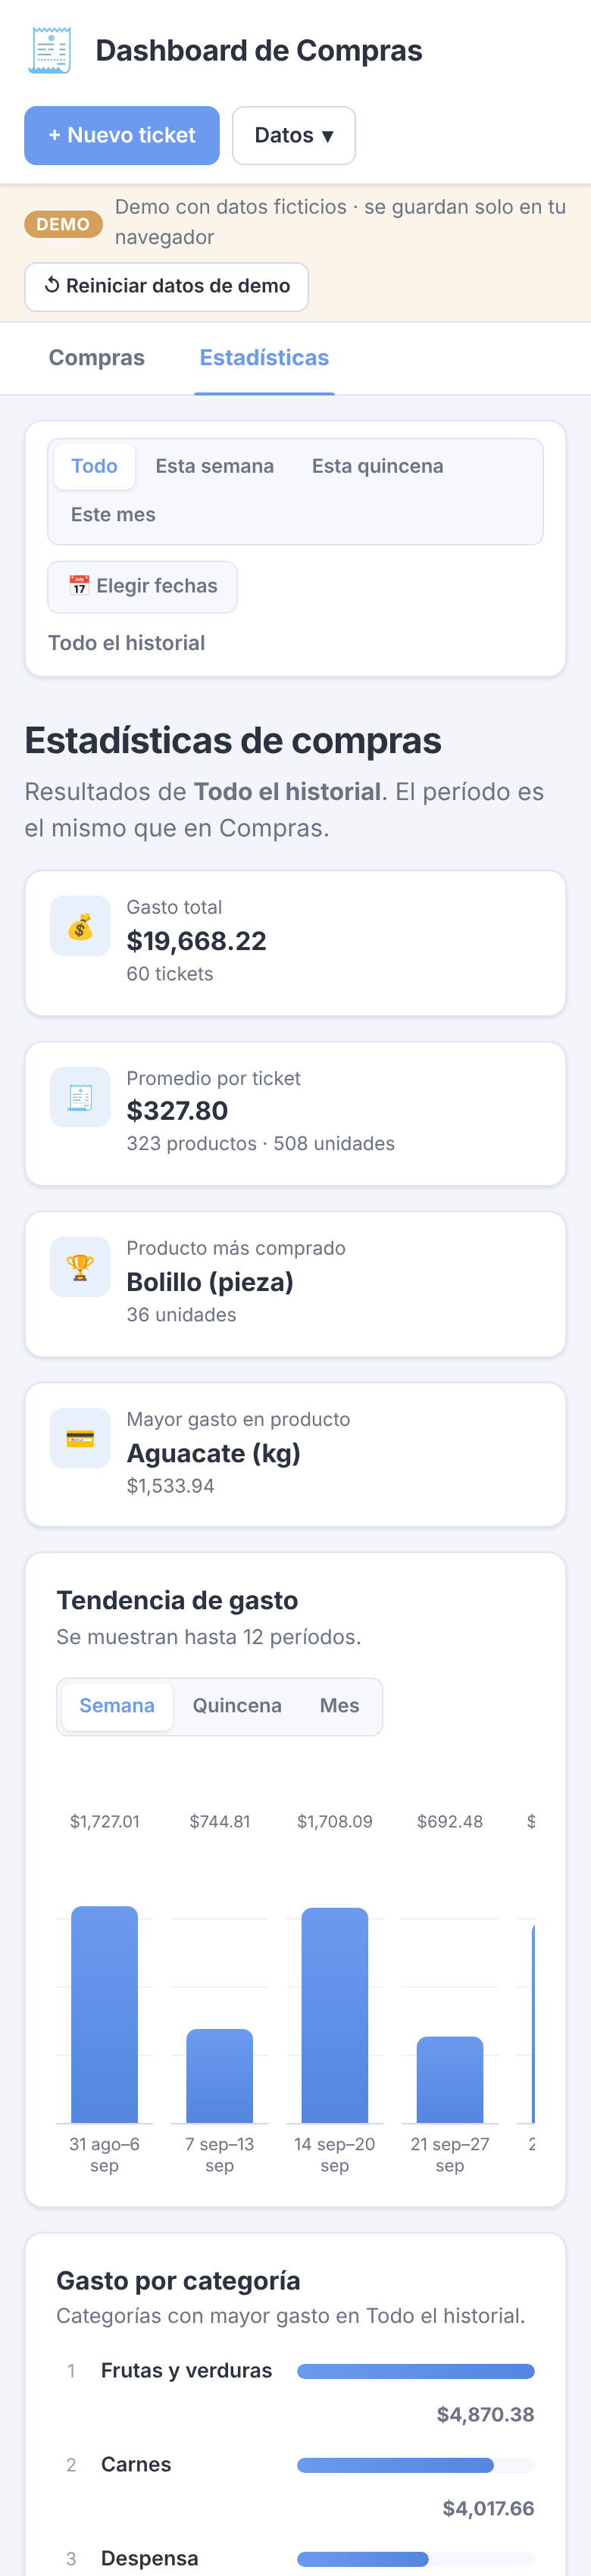 Dashboard de Compras
+ Nuevo ticket
Datos ▼
DEMO
Demo con datos ficticios · se guardan solo en tu
navegador
↺ Reiniciar datos de demo
Compras
Estadísticas
Todo
Esta semana
Esta quincena
Este mes
Elegir fechas
Todo el historial
Estadísticas de compras
Resultados de Todo el historial. El período es
el mismo que en Compras.
Gasto total
$19,668.22
60 tickets
Promedio por ticket
$327.80
323 productos · 508 unidades
Producto más comprado
Bolillo (pieza)
36 unidades
Mayor gasto en producto
Aguacate (kg)
$1,533.94
Tendencia de gasto
Se muestran hasta 12 períodos.
Semana
Quincena
Mes
$1,727.01
$744.81
$1,708.09
$692.48
$
31 ago–6
sep
7 sep–13
sep
14 sep–20
sep
21 sep–27
sep
2
Gasto por categoría
Categorías con mayor gasto en Todo el historial.
1 Frutas y verduras
$4,870.38
2 Carnes
$4,017.66
3 Despensa